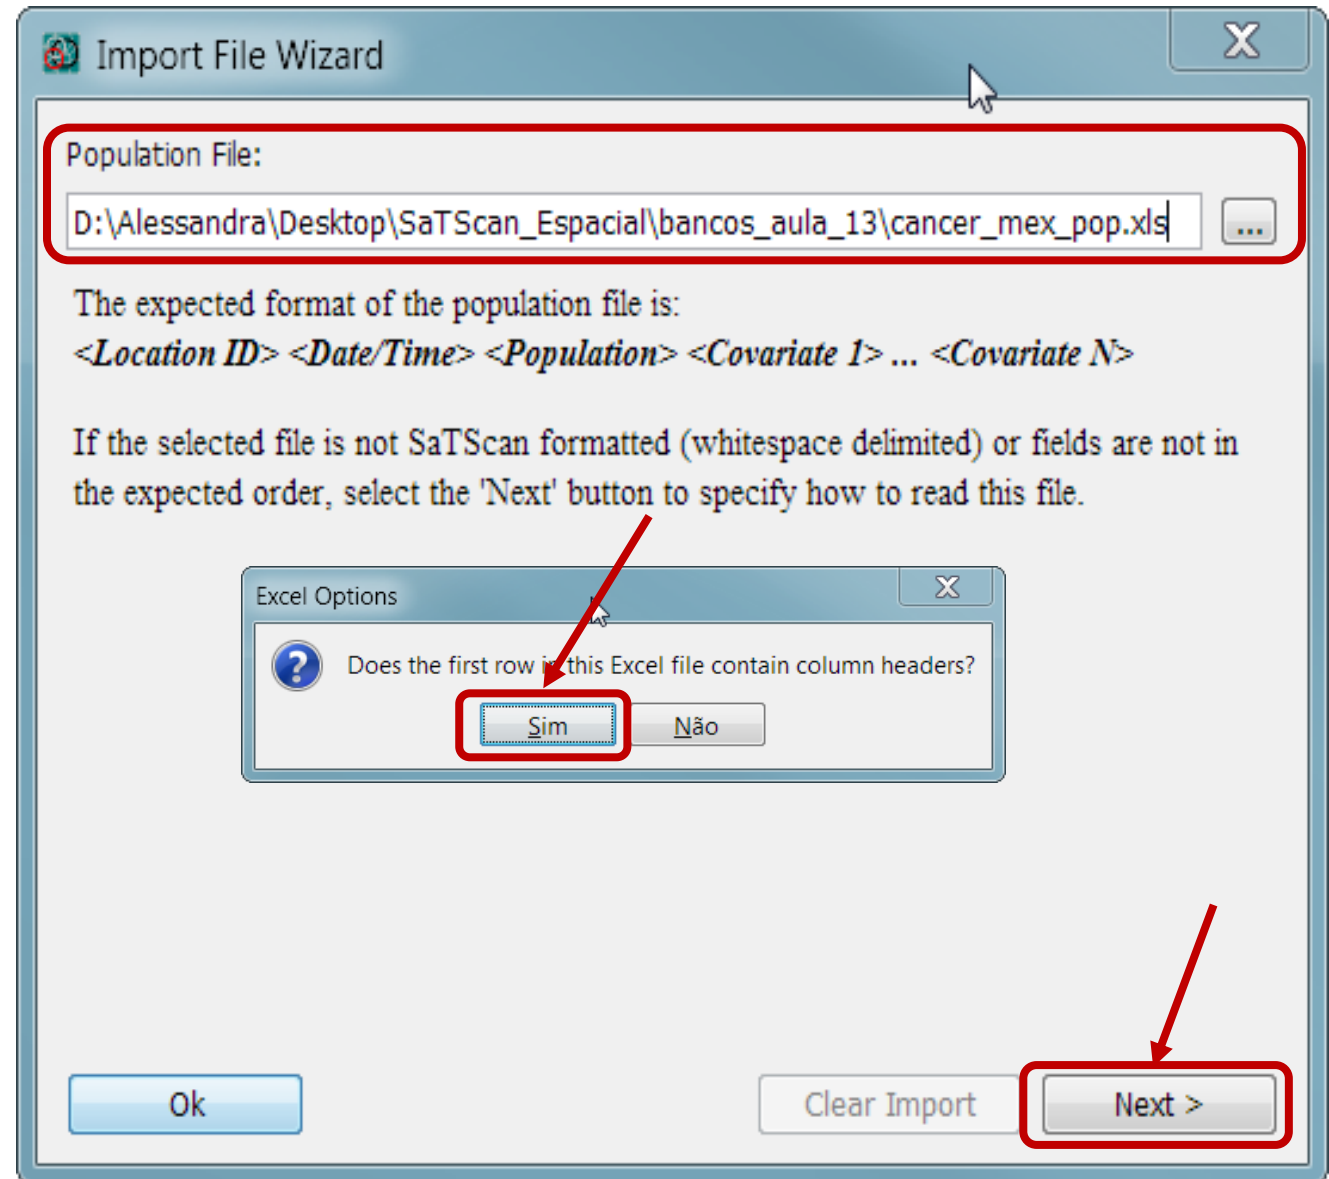 Import File Wizard
X
Population File:
D:\Alessandra\Desktop\SaTScan_Espacial\bancos_aula_13\cancer_mex_pop.xls
...
The expected format of the population file is:
<Location ID> <Date/Time> <Population> <Covariate 1> ... <Covariate N>
If the selected file is not SaTScan formatted (whitespace delimited) or fields are not in
the expected order, select the 'Next' button to specify how to read this file.
Excel Options
X
?
Does the first row in this Excel file contain column headers?
Sim
Não
Ok
Clear Import
Next >